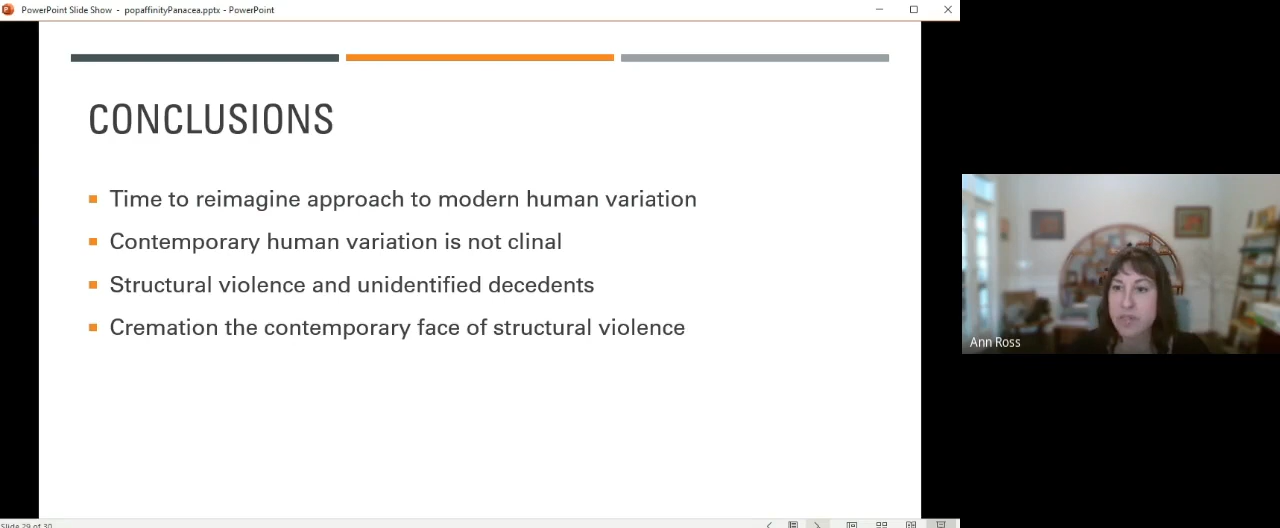 PowerPoint Slide Show - popaffinityPanacea.pptx - PowerPoint
CONCLUSIONS
Time to reimagine approach to modern human variation
Contemporary human variation is not clinal
Structural violence and unidentified decedents
Cremation the contemporary face of structural violence
Ann Ross
Slide 29 of 30